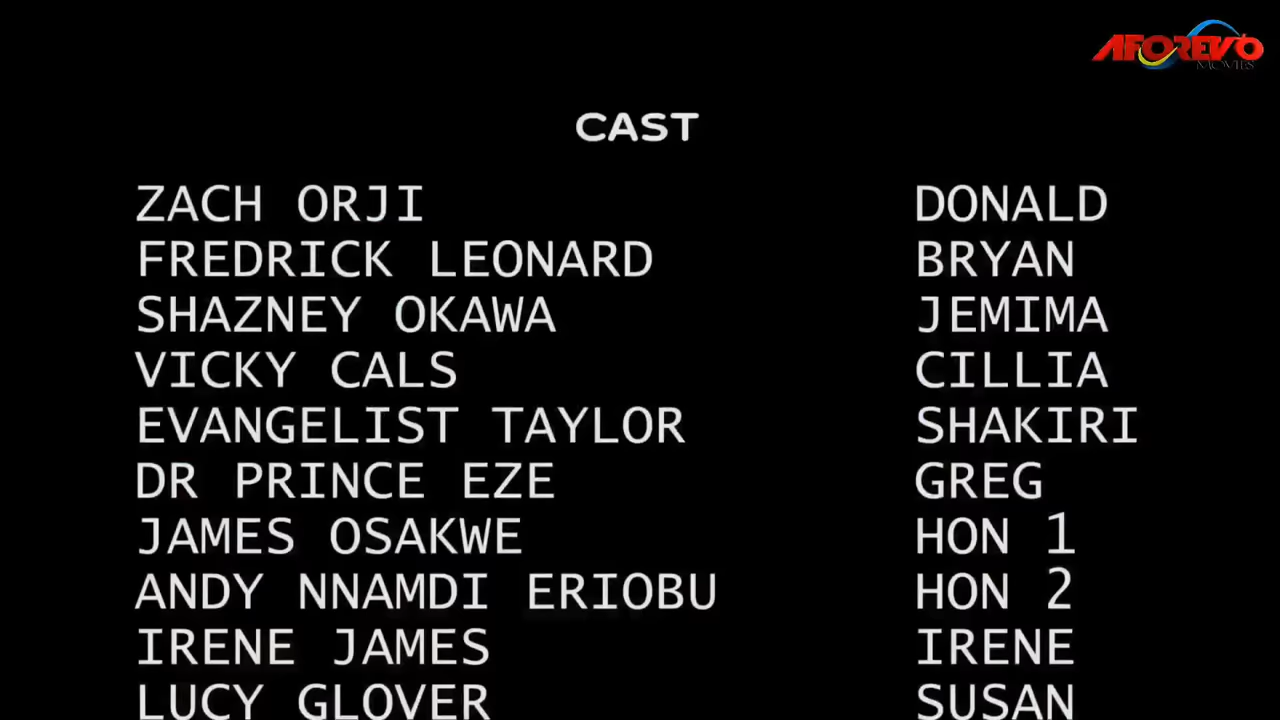 AFOREVO
MOVIES
CAST
ZACH ORJI DONALD
FREDRICK LEONARD BRYAN
SHAZNEY OKAWA JEMIMA
VICKY CALS CILLIA
EVANGELIST TAYLOR SHAKIRI
DR PRINCE EZE GREG
JAMES OSAKWE HON 1
ANDY NNAMDI ERIOBU HON 2
IRENE JAMES IRENE
LUCY GLOVER SUSAN